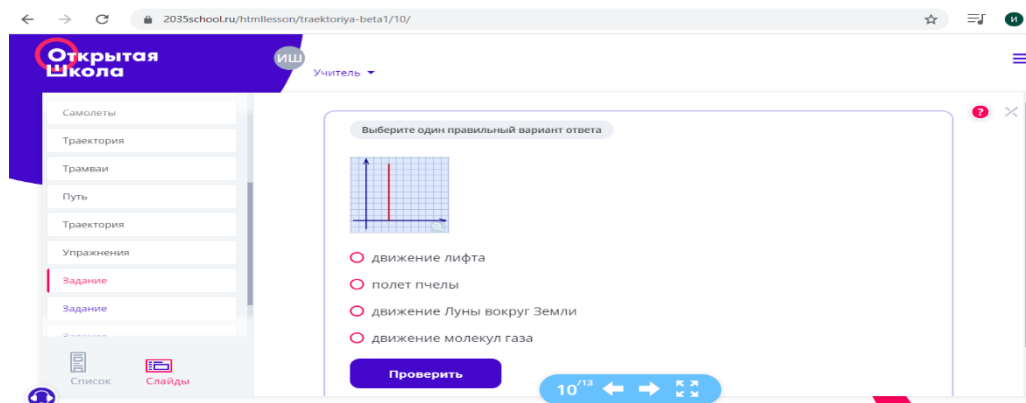 2035school.ru/htmllesson/traektoriya-beta1/10/
И
Открытая
Школа
ИШ
Учитель
Самолеты
Траектория
Трамваи
Путь
Траектория
Упражнения
Задание
Задание
Задание
Список
Слайды
?
Выберите один правильный вариант ответа
движение лифта
полет пчелы
движение Луны вокруг Земли
движение молекул газа
Проверить
10/13